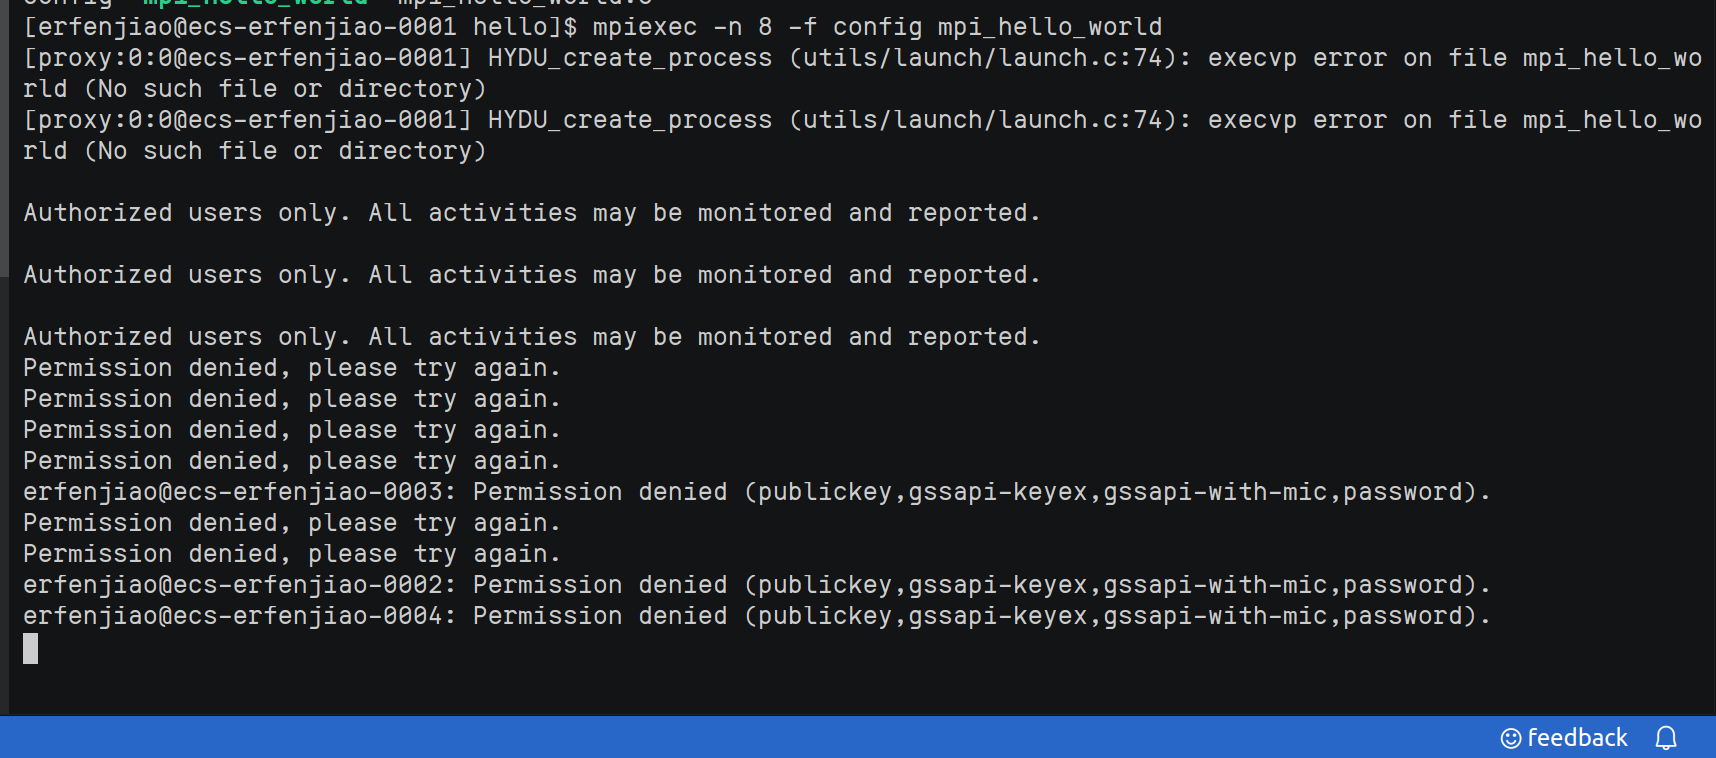 config mpi_hello_world mpi_hello_world.c
[erfenjiao@ecs-erfenjiao-0001 hello]$ mpiexec -n 8 -f config mpi_hello_world
[proxy:0:0@ecs-erfenjiao-0001] HYDU_create_process (utils/launch/launch.c:74): execvp error on file mpi_hello_wo
rld (No such file or directory)
[proxy:0:0@ecs-erfenjiao-0001] HYDU_create_process (utils/launch/launch.c:74): execvp error on file mpi_hello_wo
rld (No such file or directory)
Authorized users only. All activities may be monitored and reported.
Authorized users only. All activities may be monitored and reported.
Authorized users only. All activities may be monitored and reported.
Permission denied, please try again.
Permission denied, please try again.
Permission denied, please try again.
Permission denied, please try again.
erfenjiao@ecs-erfenjiao-0003: Permission denied (publickey,gssapi-keyex,gssapi-with-mic,password).
Permission denied, please try again.
Permission denied, please try again.
erfenjiao@ecs-erfenjiao-0002: Permission denied (publickey,gssapi-keyex,gssapi-with-mic,password).
erfenjiao@ecs-erfenjiao-0004: Permission denied (publickey,gssapi-keyex,gssapi-with-mic,password).
feedback